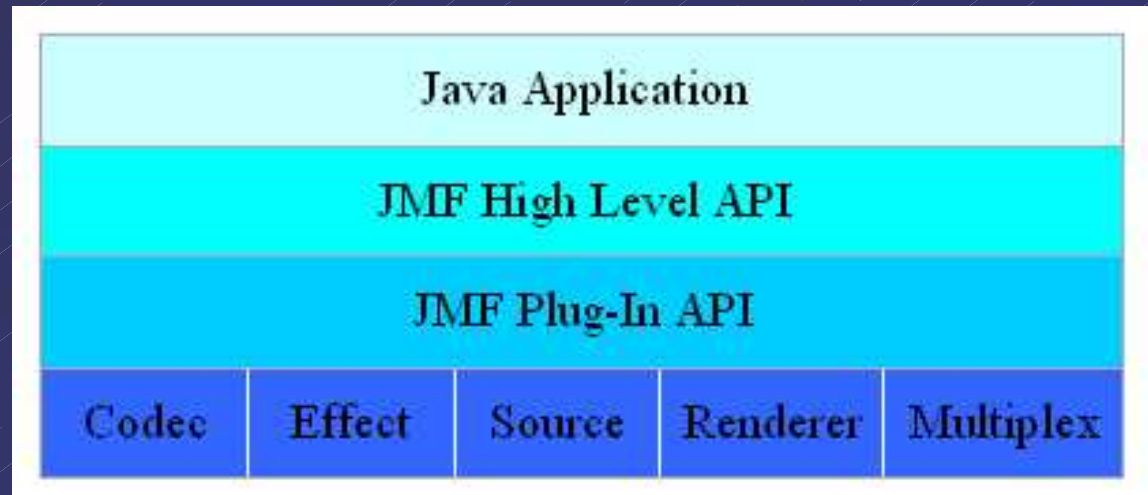 Java Application
JMF High Level API
JMF Plug-In API
Codec Effect Source Renderer Multiplex